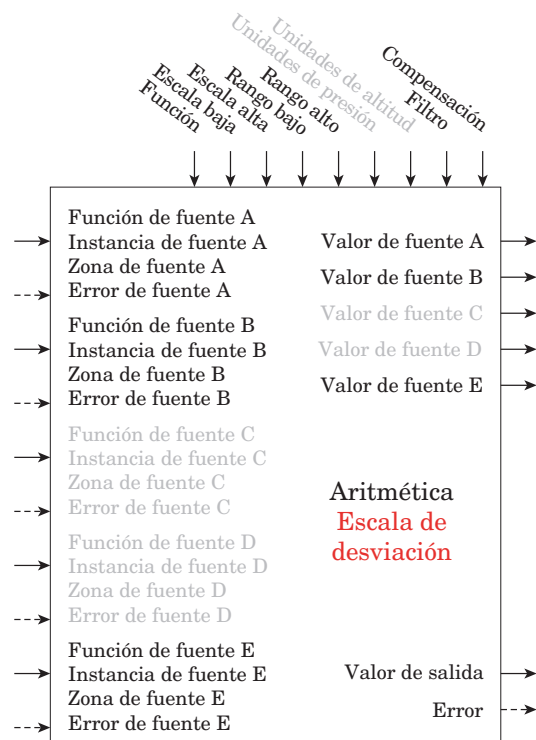 Función
Escala baja
Escala alta
Rango bajo
Rango alto
Unidades de presión
Unidades de altitud
Filtro
Compensación
Función de fuente A
Instancia de fuente A
Zona de fuente A
Error de fuente A
Función de fuente B
Instancia de fuente B
Zona de fuente B
Error de fuente B
Función de fuente C
Instancia de fuente C
Zona de fuente C
Error de fuente C
Función de fuente D
Instancia de fuente D
Zona de fuente D
Error de fuente D
Función de fuente E
Instancia de fuente E
Zona de fuente E
Error de fuente E
Valor de fuente A
Valor de fuente B
Valor de fuente C
Valor de fuente D
Valor de fuente E
Aritmética
Escala de
desviación
Valor de salida
Error